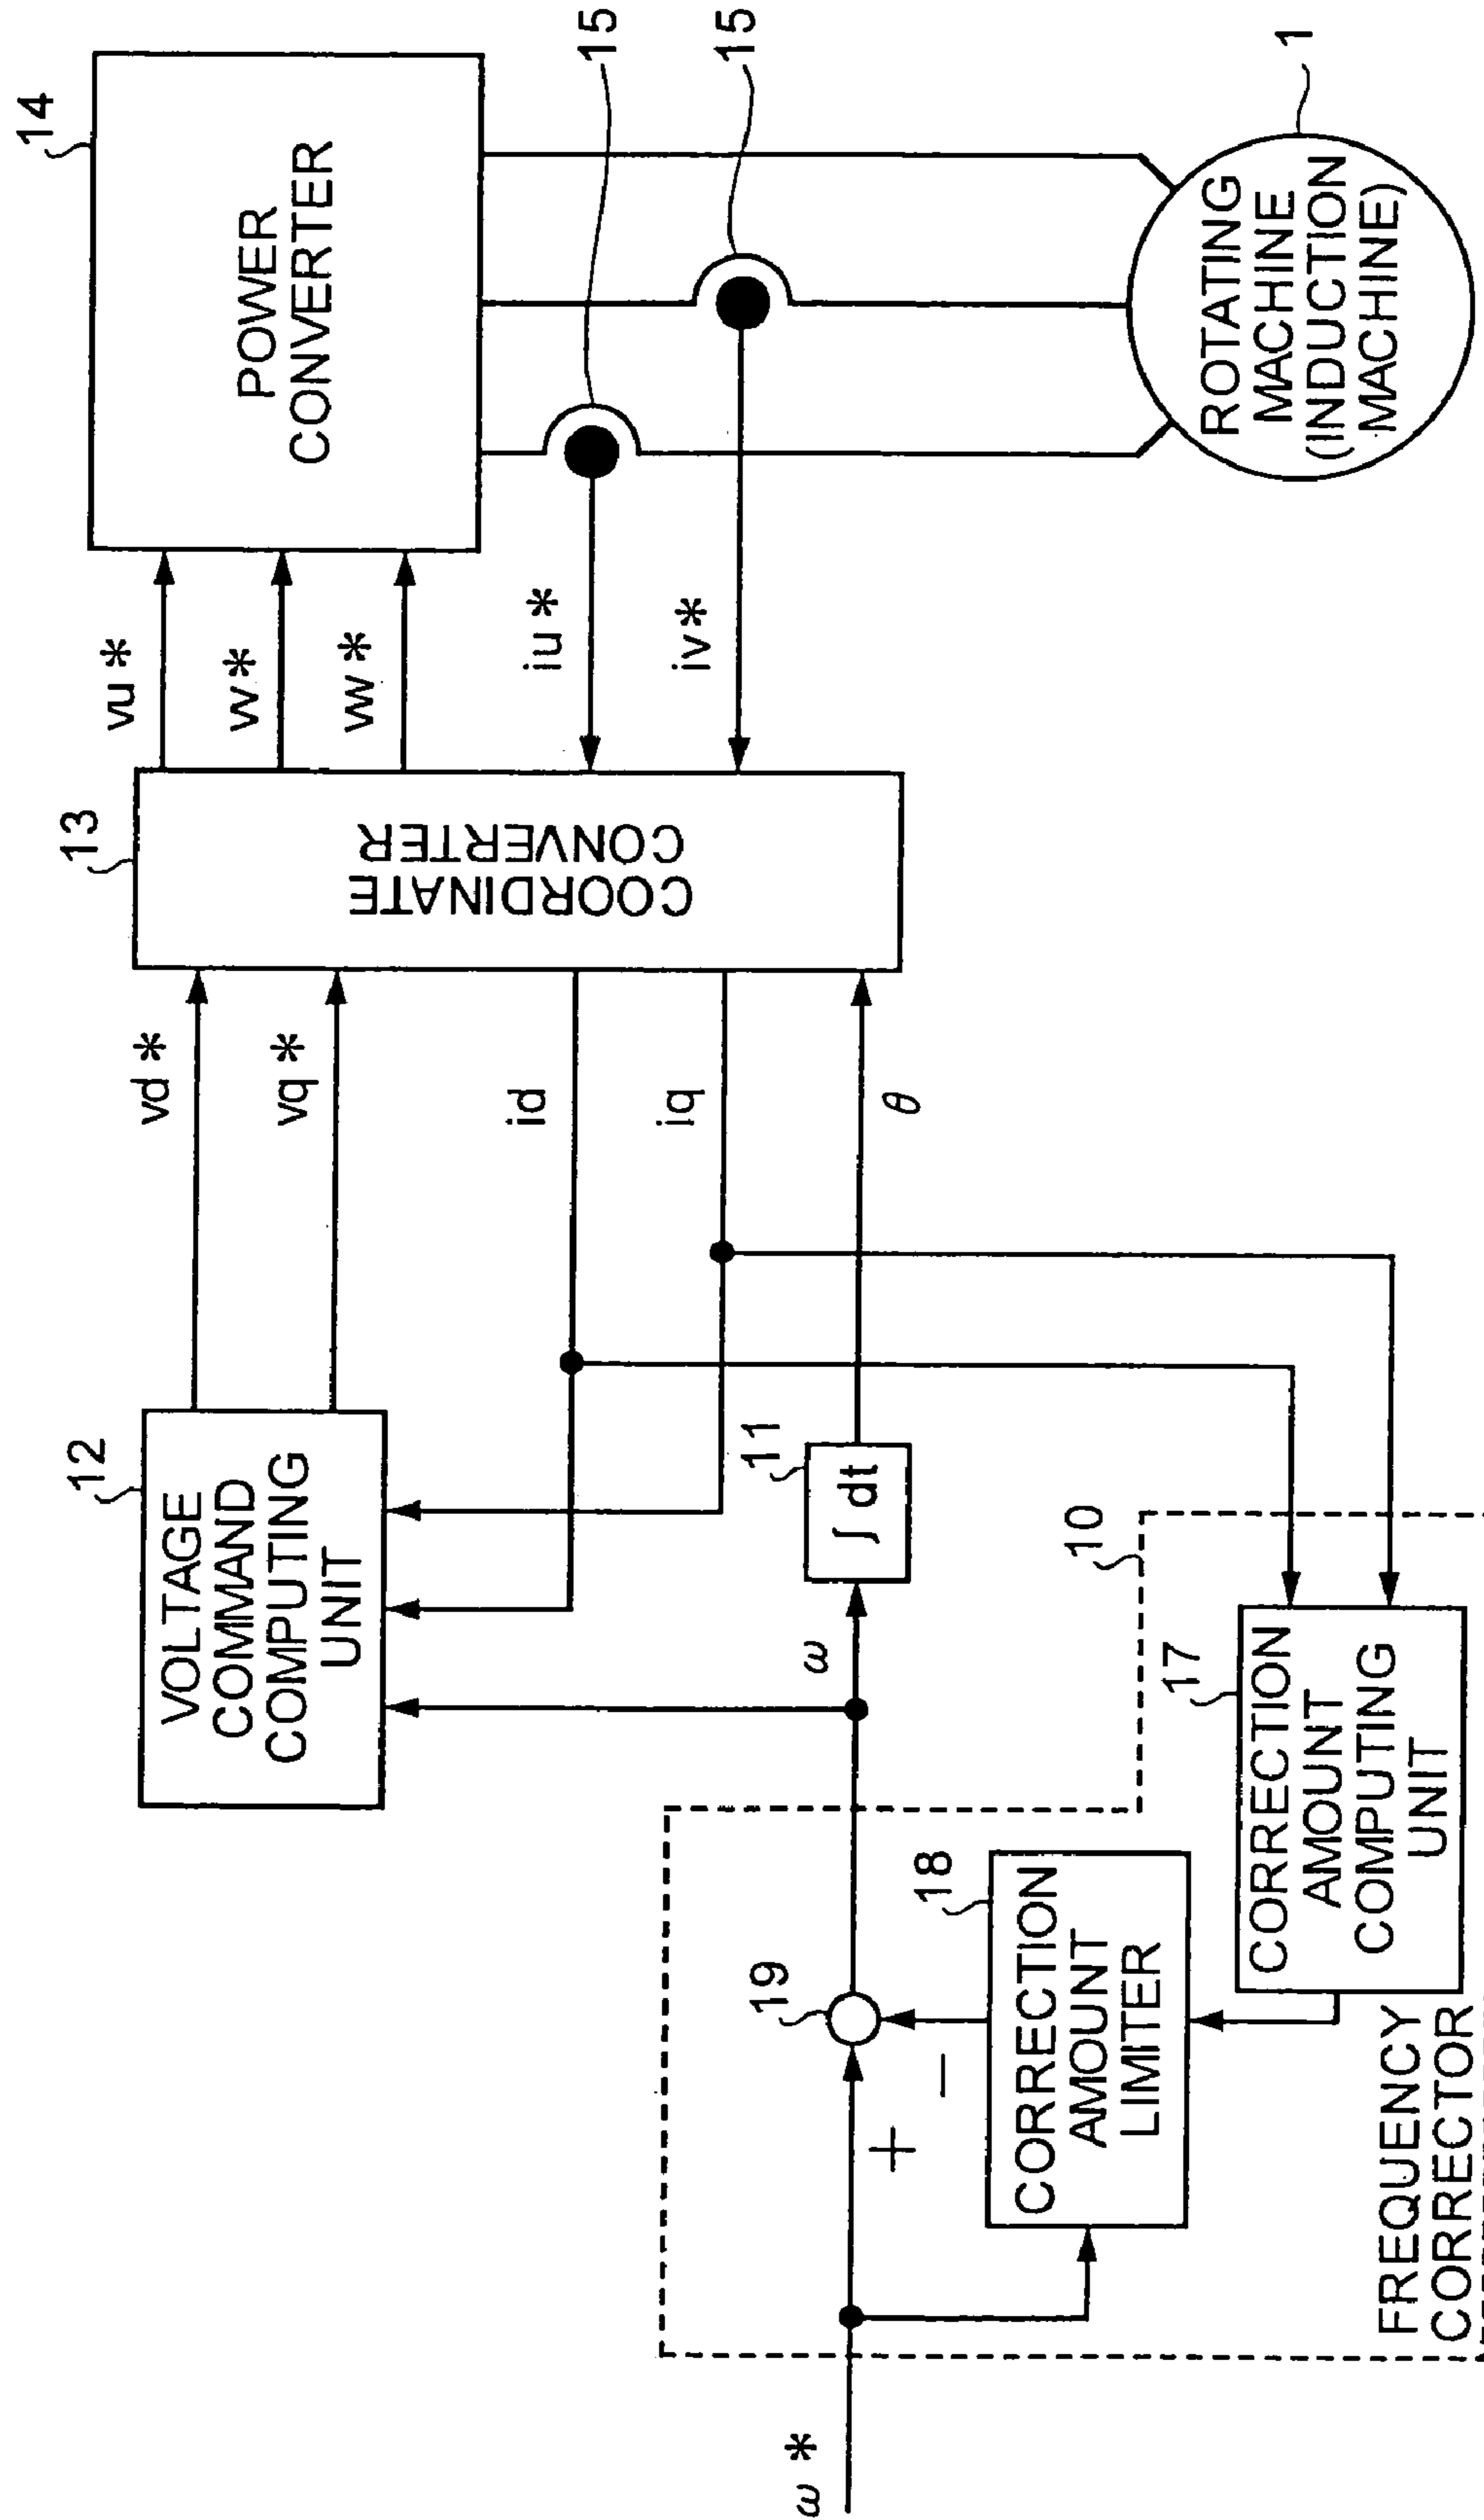 14
POWER
CONVERTER
15
15
1
ROTATING
MACHINE
(INDUCTION
MACHINE)
vu*
vv*
vw*
iu*
iv*
13
COORDINATE
CONVERTER
vd*
vq*
id
iq
θ
12
VOLTAGE
COMMAND
COMPUTING
UNIT
11
∫ dt
ω
10
17
CORRECTION
AMOUNT
COMPUTING
UNIT
18
CORRECTION
AMOUNT
LIMITER
19
+
−
FREQUENCY
CORRECTOR
ω*